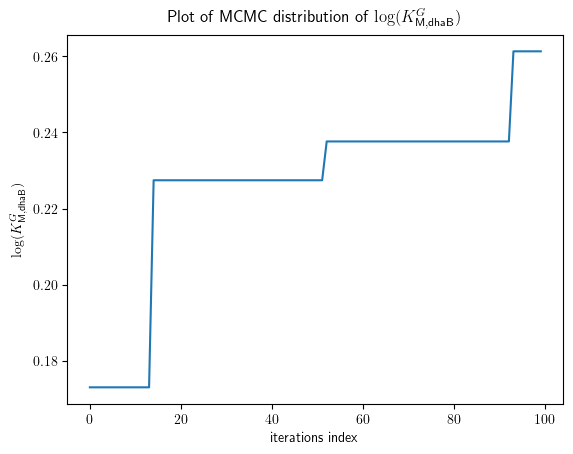 Plot of MCMC distribution of log(K^G_{M,dhaB})
0.26
0.24
0.22
0.20
0.18
log(K^G_{M,dhaB})
0 20 40 60 80 100
iterations index